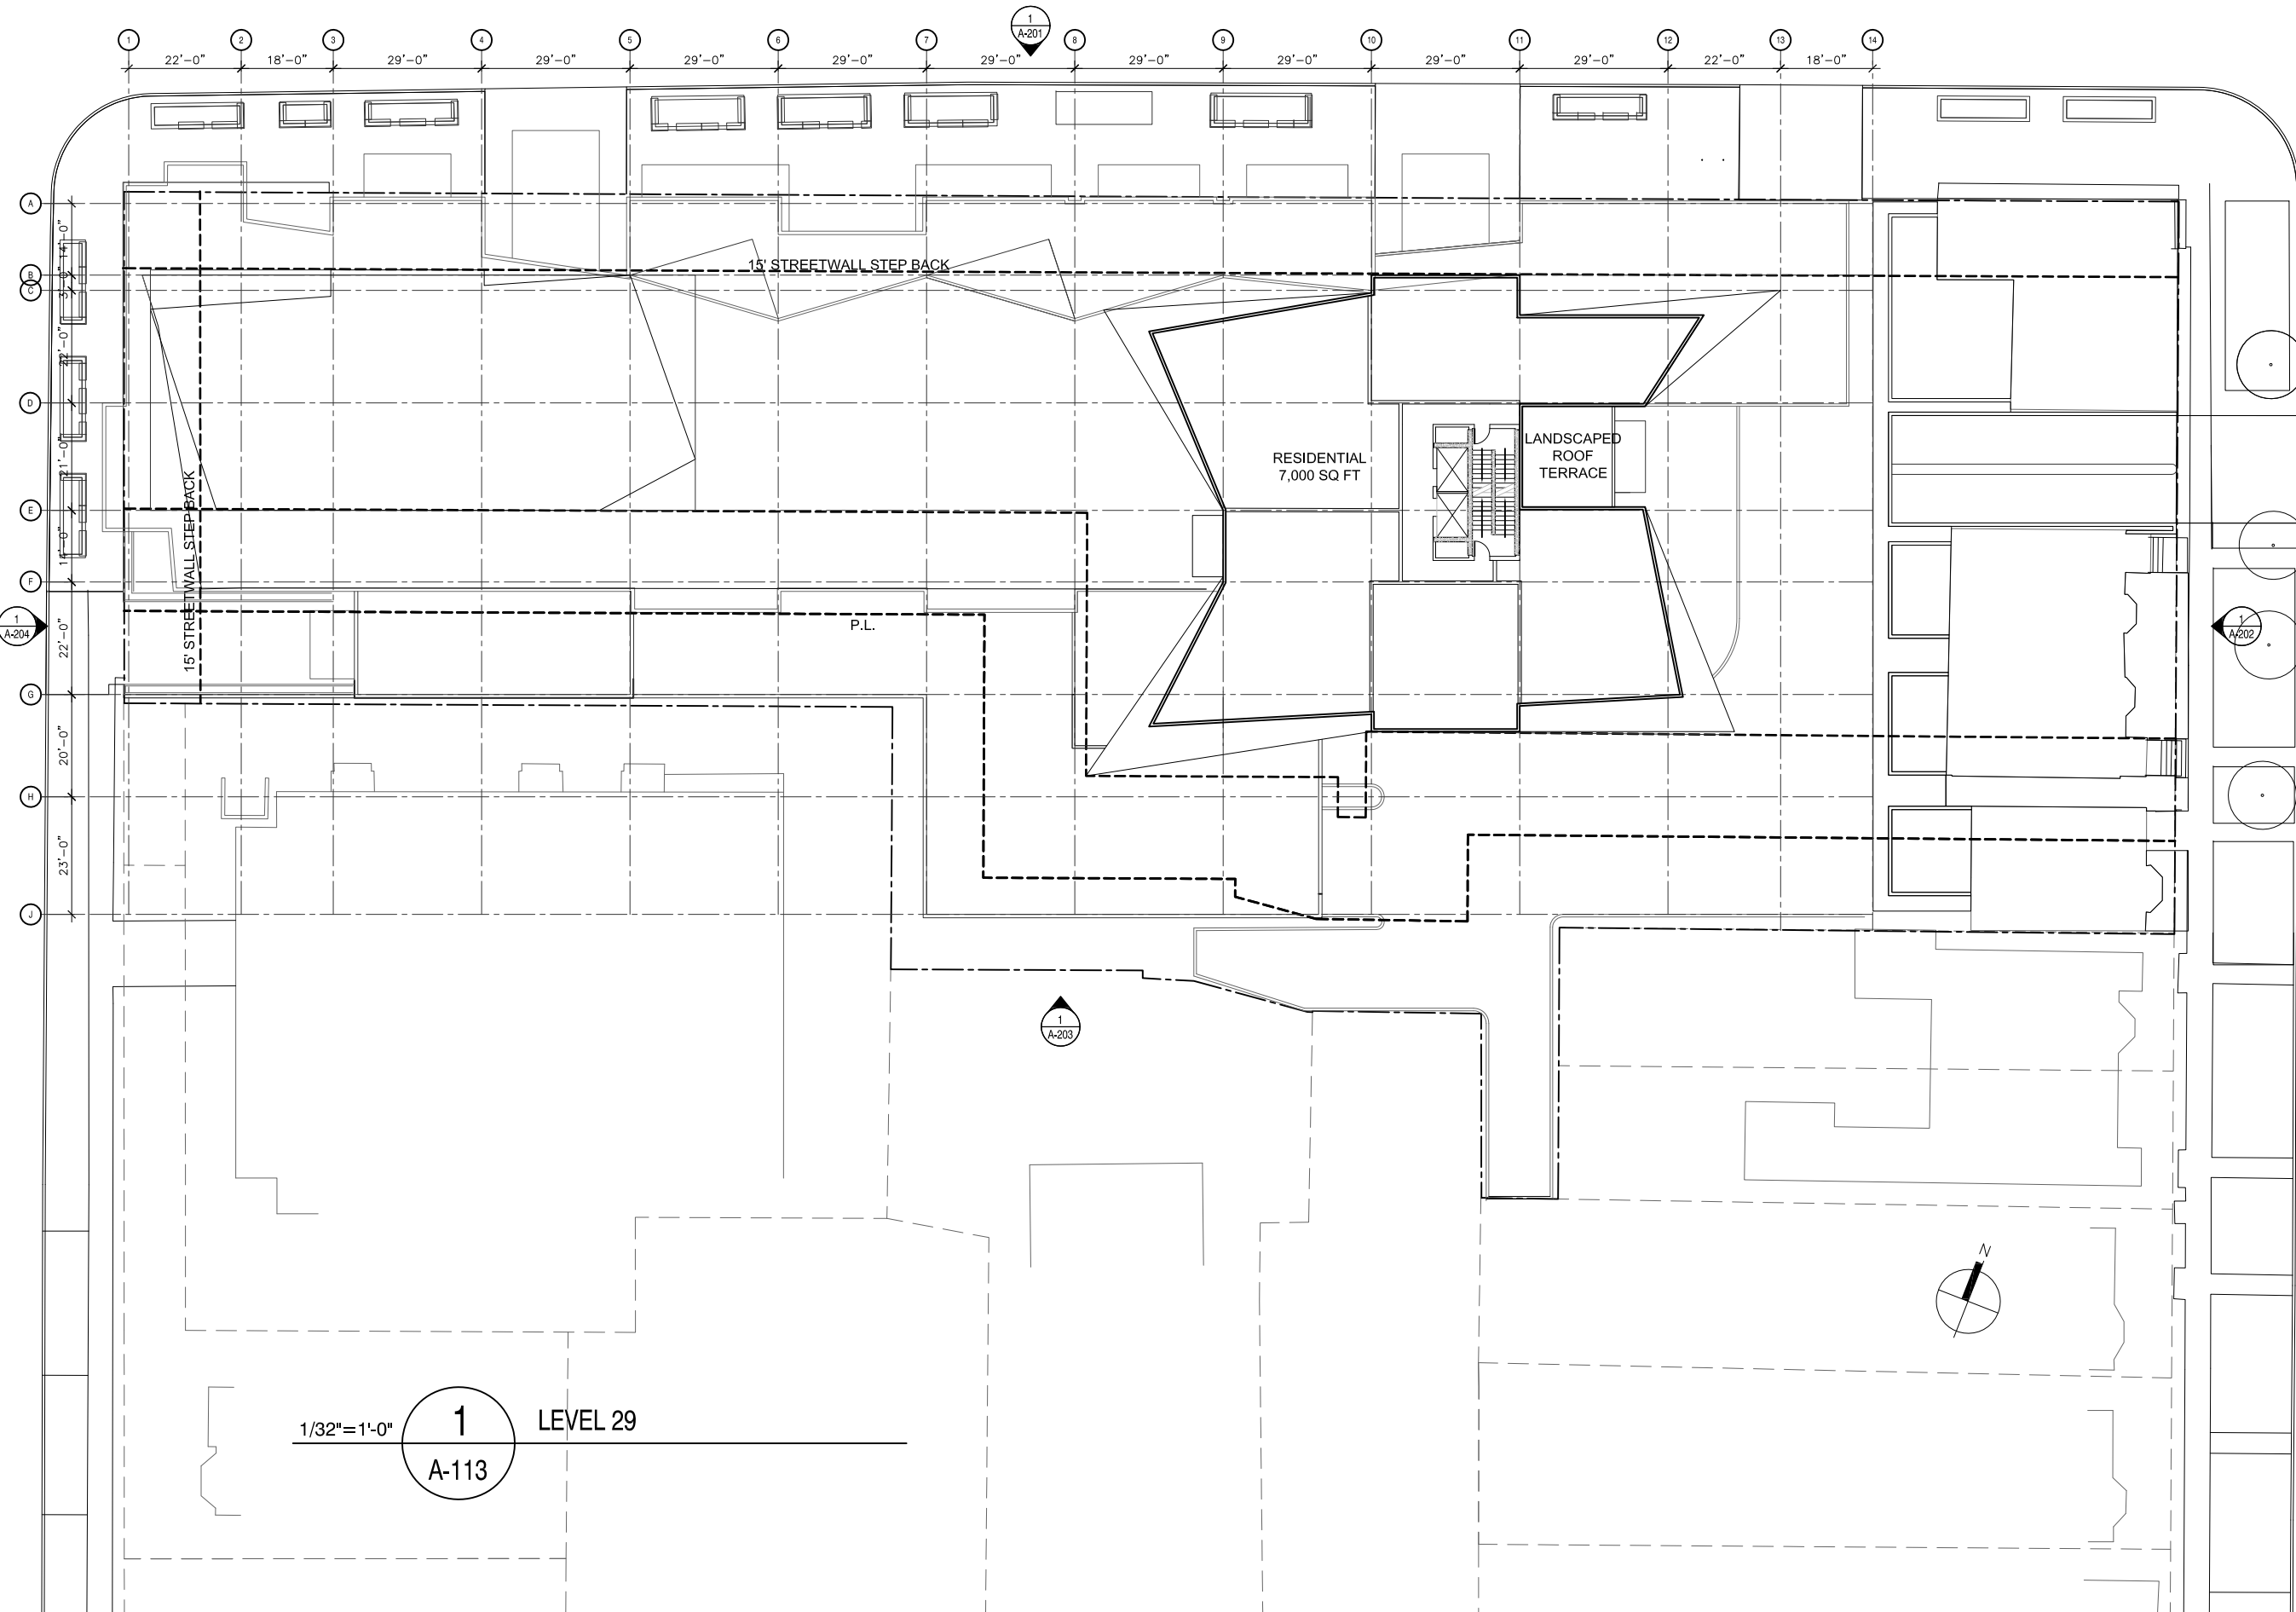 1
A-201
1
2
3
4
5
6
7
8
9
10
11
12
13
14
22'-0"
18'-0"
29'-0"
29'-0"
29'-0"
29'-0"
29'-0"
29'-0"
29'-0"
29'-0"
29'-0"
22'-0"
18'-0"
A
14'-0"
B
15' STREETWALL STEP BACK
C
3'-0"
22'-0"
D
21'-0"
RESIDENTIAL
7,000 SQ FT
LANDSCAPED
ROOF
TERRACE
15' STREETWALL STEP BACK
E
F
1
A-204
22'-0"
P.L.
1
A-202
G
20'-0"
H
23'-0"
J
1
A-203
N
1/32"=1'-0"
1
LEVEL 29
A-113